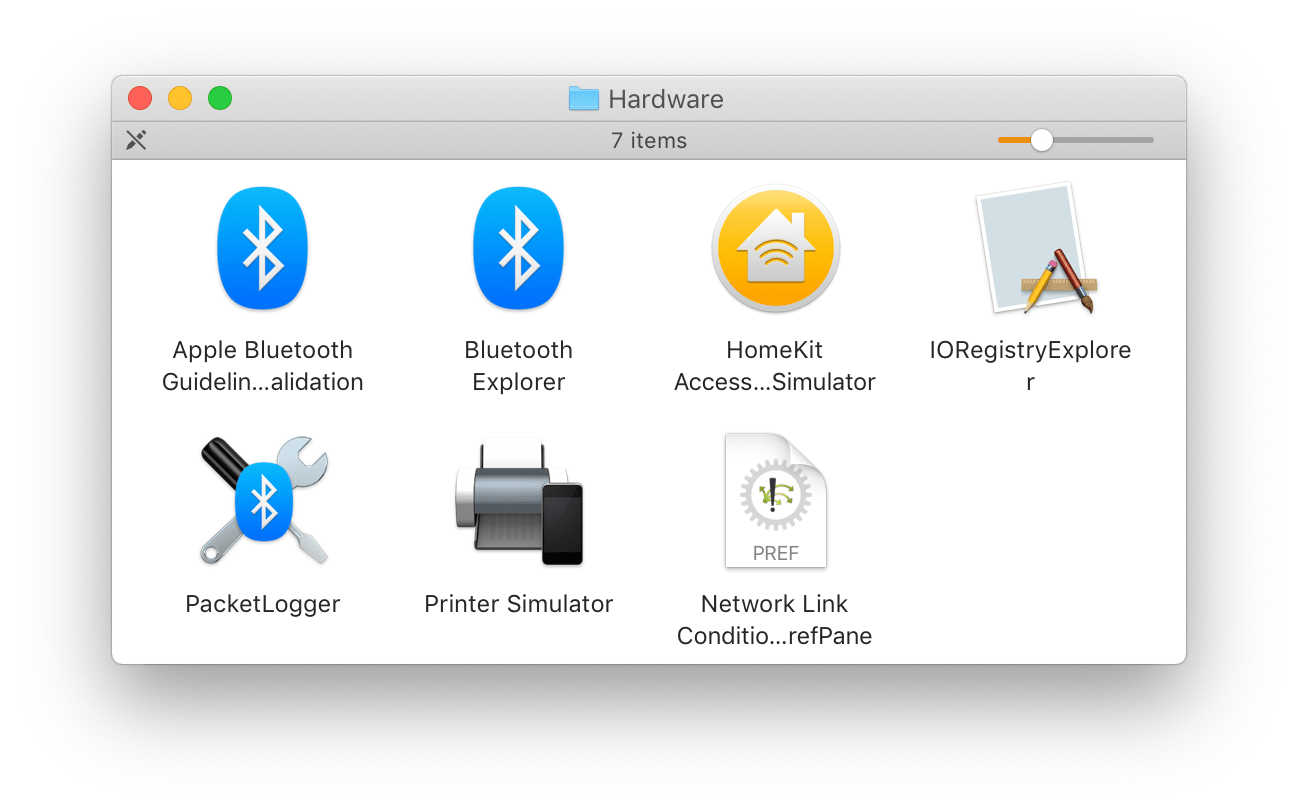 Hardware
7 items
Apple Bluetooth
Guidelin...alidation
Bluetooth
Explorer
HomeKit
Access...Simulator
IORegistryExplore
r
PacketLogger
Printer Simulator
PREF
Network Link
Conditio...refPane